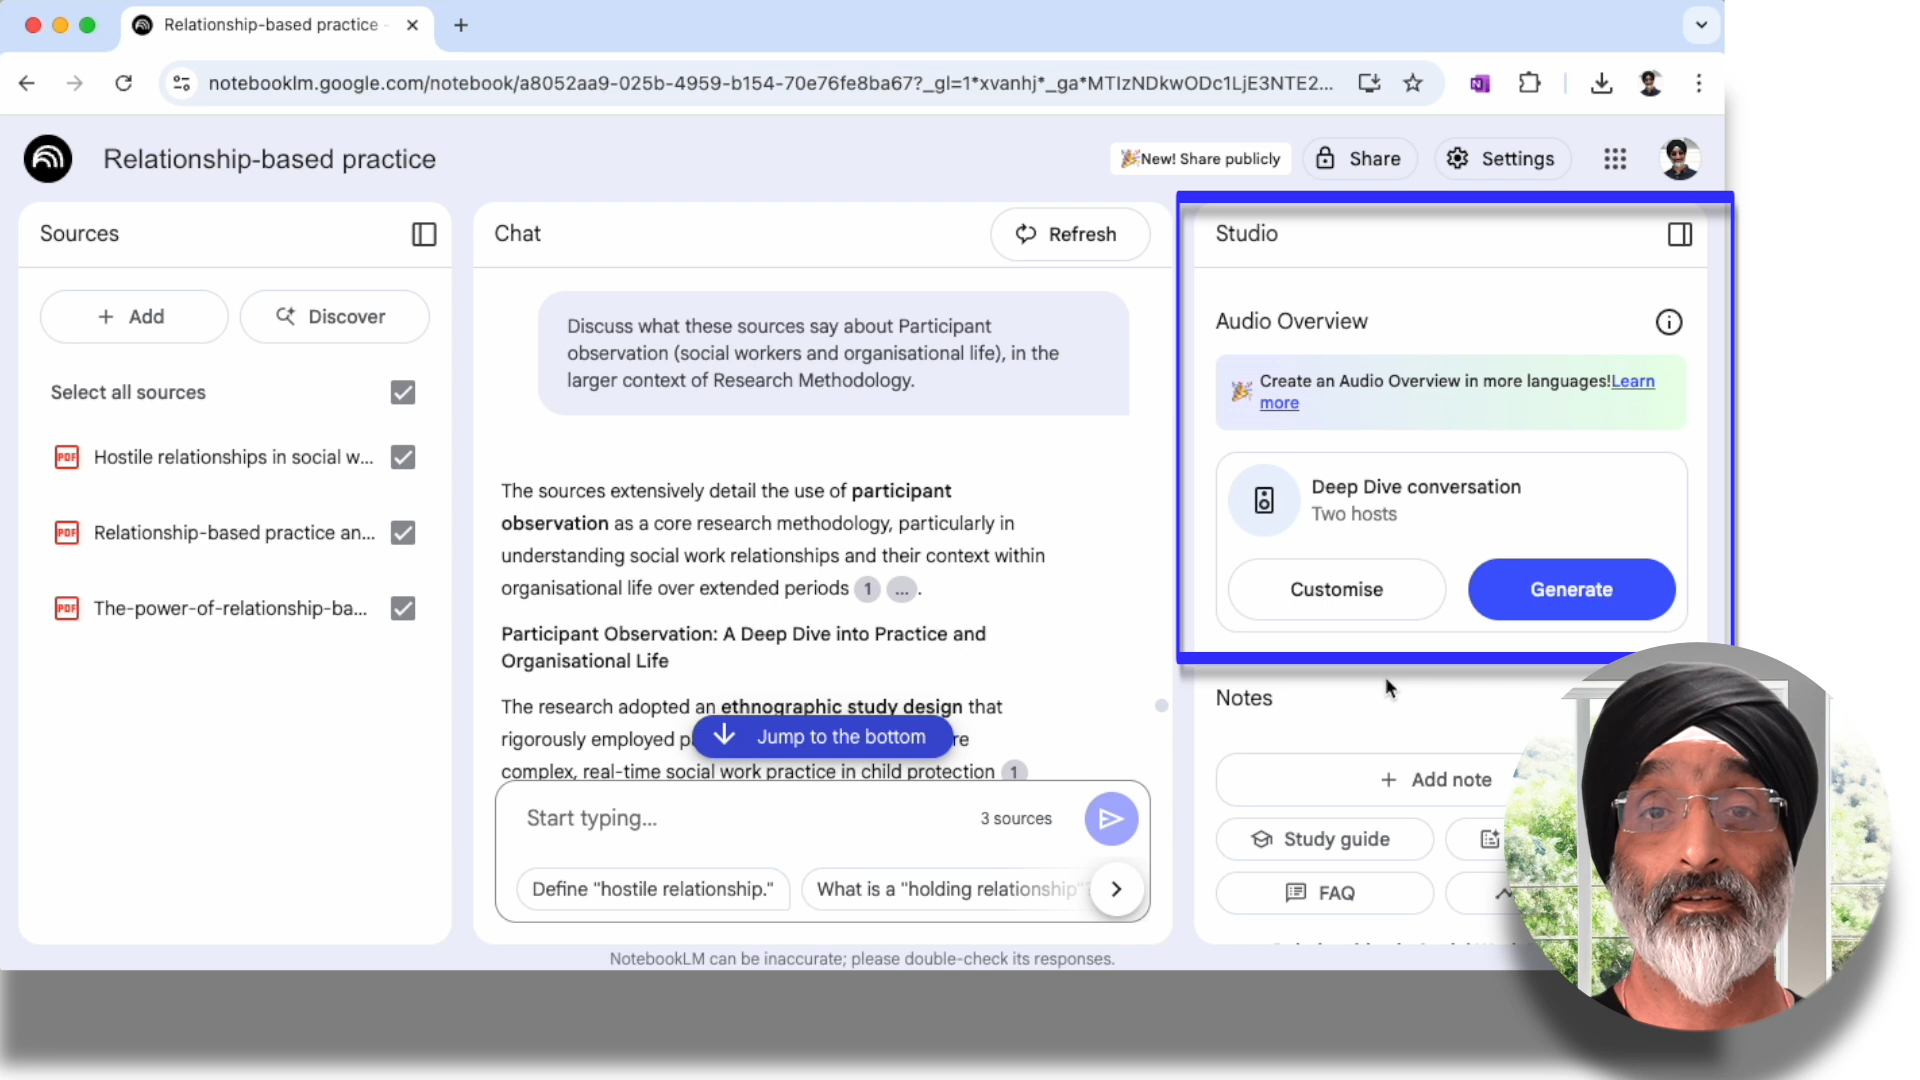 Relationship-based practice -
notebooklm.google.com/notebook/a8052aa9-025b-4959-b154-70e76fe8ba67?_gl=1*xvanhj*_ga*MTIzNDkwODc1LjE3NTE2...
Relationship-based practice
New! Share publicly
Share
Settings
Sources
Add
Discover
Select all sources
PDF Hostile relationships in social w...
PDF Relationship-based practice an...
PDF The-power-of-relationship-ba...
Chat
Refresh
Discuss what these sources say about Participant
observation (social workers and organisational life), in the
larger context of Research Methodology.
The sources extensively detail the use of participant
observation as a core research methodology, particularly in
understanding social work relationships and their context within
organisational life over extended periods 1 ... .
Participant Observation: A Deep Dive into Practice and
Organisational Life
The research adopted an ethnographic study design that
rigorously employed
Jump to the bottom
complex, real-time social work practice in child protection 1
Start typing...
3 sources
Define "hostile relationship."
What is a "holding relationship"
NotebookLM can be inaccurate; please double-check its responses.
Studio
Audio Overview
Create an Audio Overview in more languages!Learn
more
Deep Dive conversation
Two hosts
Customise
Generate
Notes
Add note
Study guide
FAQ